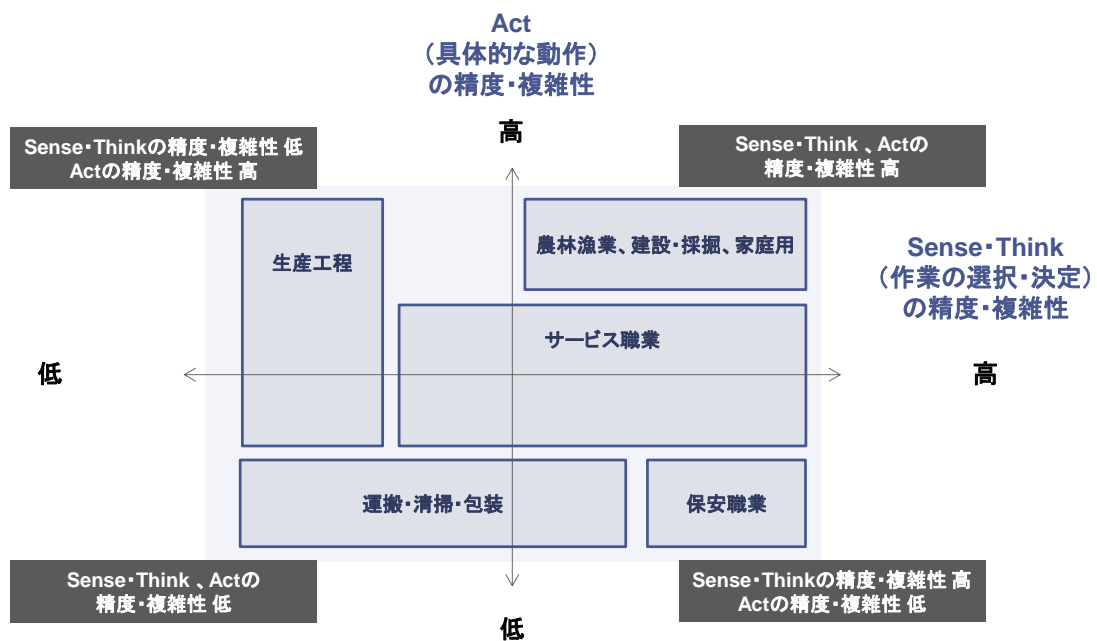 Act
（具体的な動作）
の精度・複雑性
高
Sense・Thinkの精度・複雑性 低
Actの精度・複雑性 高
Sense・Think 、Actの
精度・複雑性 高
生産工程
農林漁業、建設・採掘、家庭用
Sense・Think
（作業の選択・決定）
の精度・複雑性
サービス職業
低
高
運搬・清掃・包装
保安職業
Sense・Think 、Actの
精度・複雑性 低
Sense・Thinkの精度・複雑性 高
Actの精度・複雑性 低
低